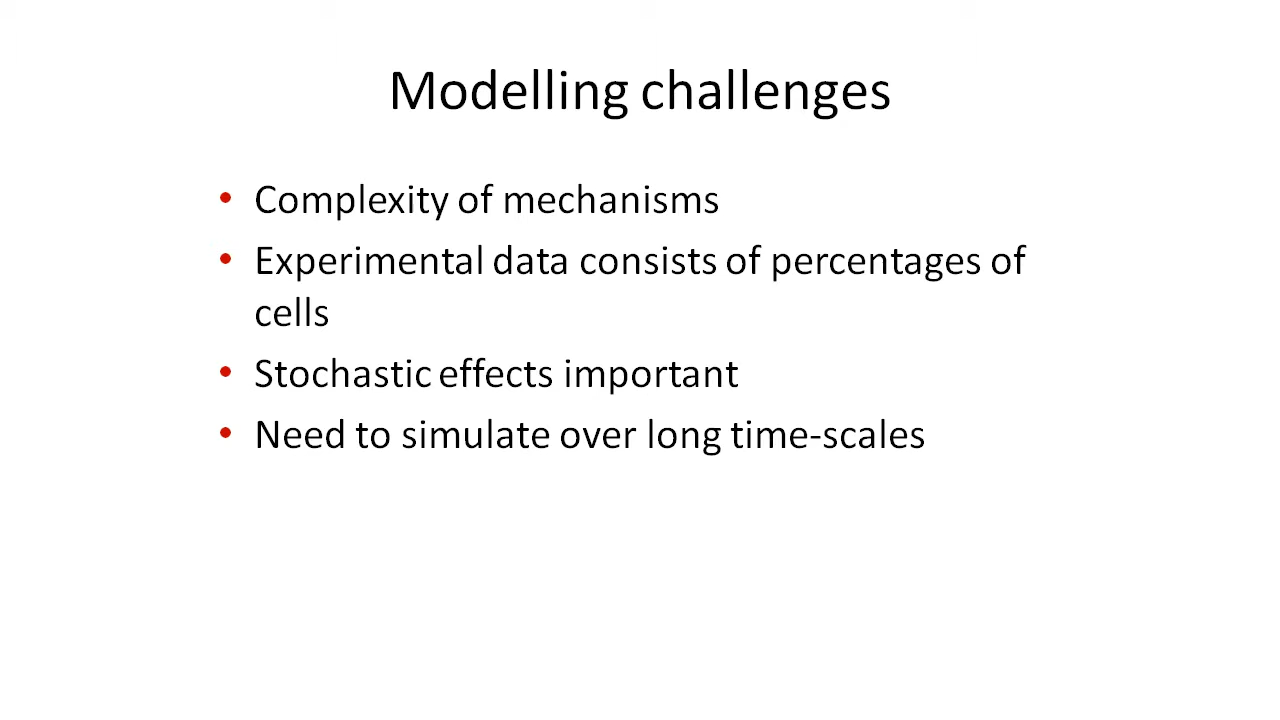 Modelling challenges
• Complexity of mechanisms
• Experimental data consists of percentages of
cells
• Stochastic effects important
• Need to simulate over long time-scales